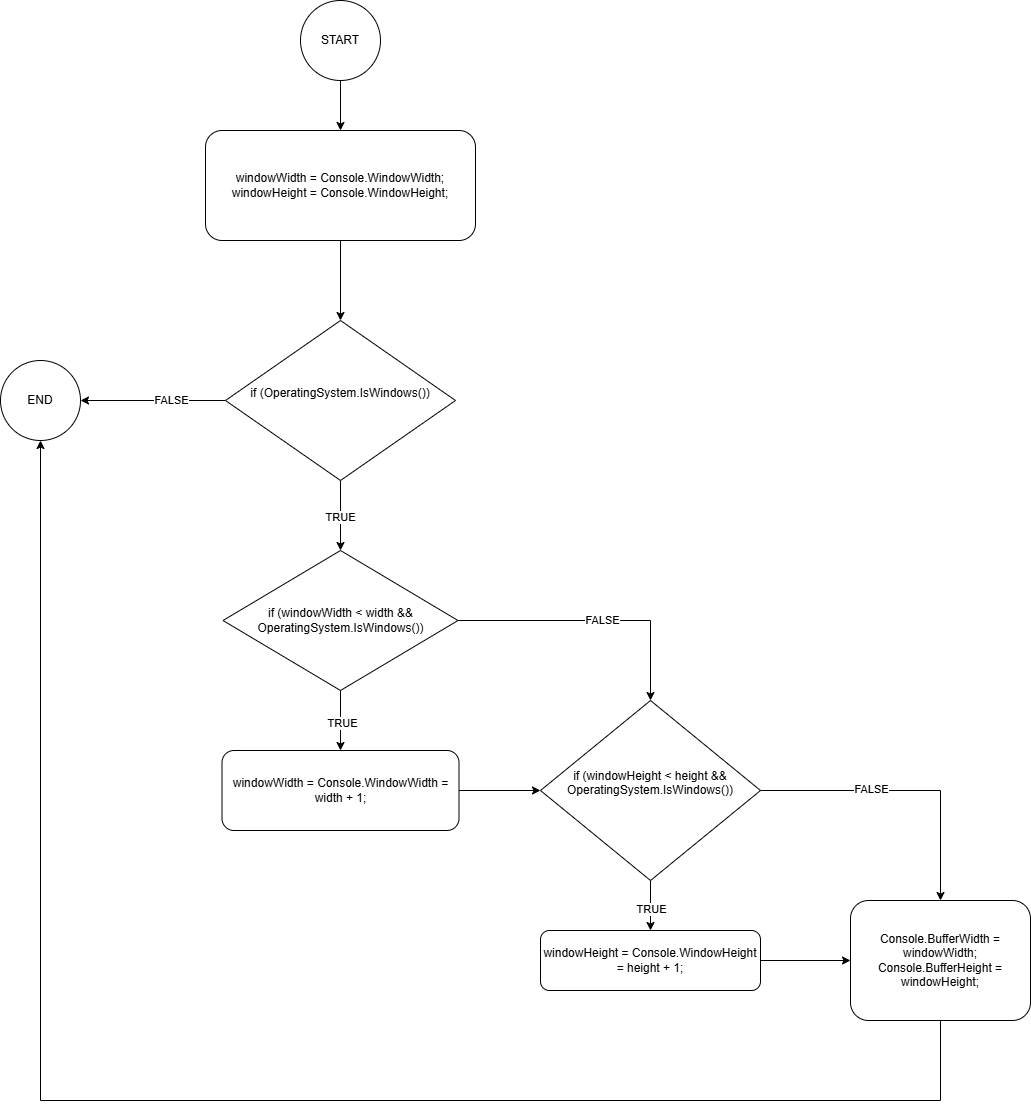 START
windowWidth = Console.WindowWidth;
windowHeight = Console.WindowHeight;
if (OperatingSystem.IsWindows())
END
FALSE
TRUE
if (windowWidth < width &&
OperatingSystem.IsWindows())
FALSE
TRUE
windowWidth = Console.WindowWidth =
width + 1;
if (windowHeight < height &&
OperatingSystem.IsWindows())
FALSE
TRUE
windowHeight = Console.WindowHeight
= height + 1;
Console.BufferWidth =
windowWidth;
Console.BufferHeight =
windowHeight;